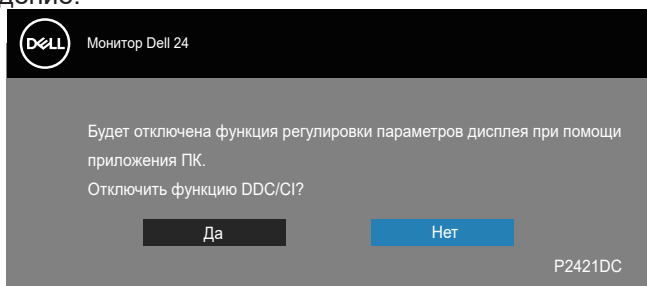 DELL
Монитор Dell 24
Будет отключена функция регулировки параметров дисплея при помощи
приложения ПК.
Отключить функцию DDC/CI?
Да
Нет
P2421DC